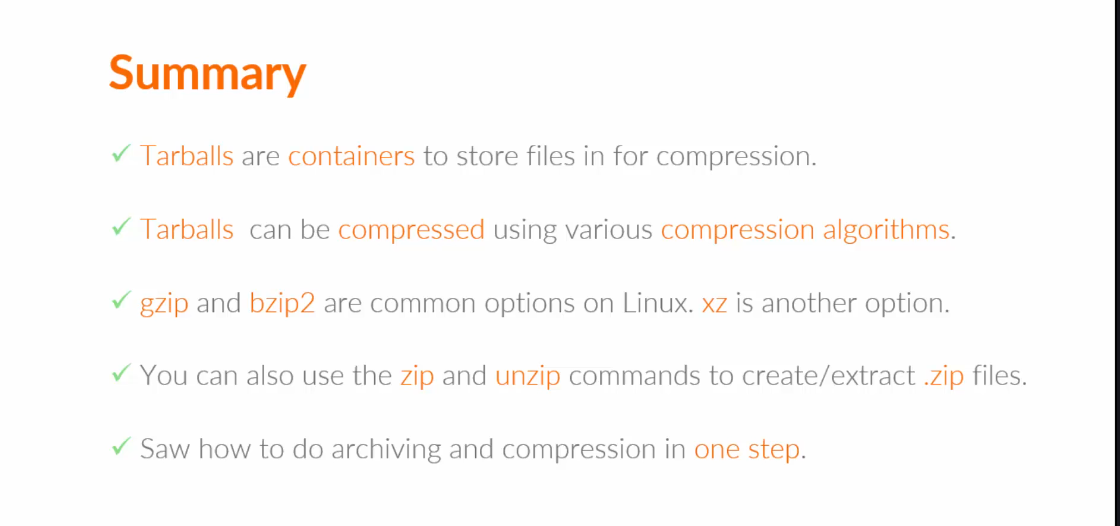 Summary
✓ Tarballs are containers to store files in for compression.
✓ Tarballs can be compressed using various compression algorithms.
✓ gzip and bzip2 are common options on Linux. xz is another option.
✓ You can also use the zip and unzip commands to create/extract .zip files.
✓ Saw how to do archiving and compression in one step.